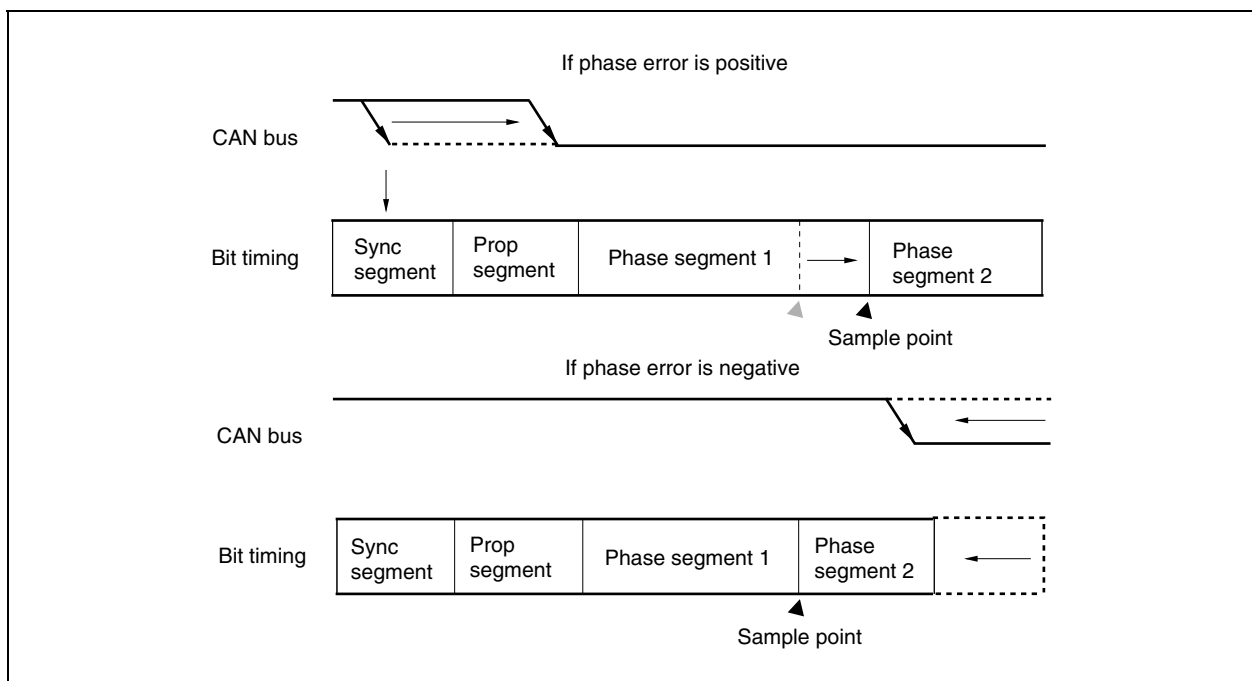 If phase error is positive
CAN bus
Bit timing
Sync
segment
Prop
segment
Phase segment 1
Phase
segment 2
Sample point
If phase error is negative
CAN bus
Bit timing
Sync
segment
Prop
segment
Phase segment 1
Phase
segment 2
Sample point